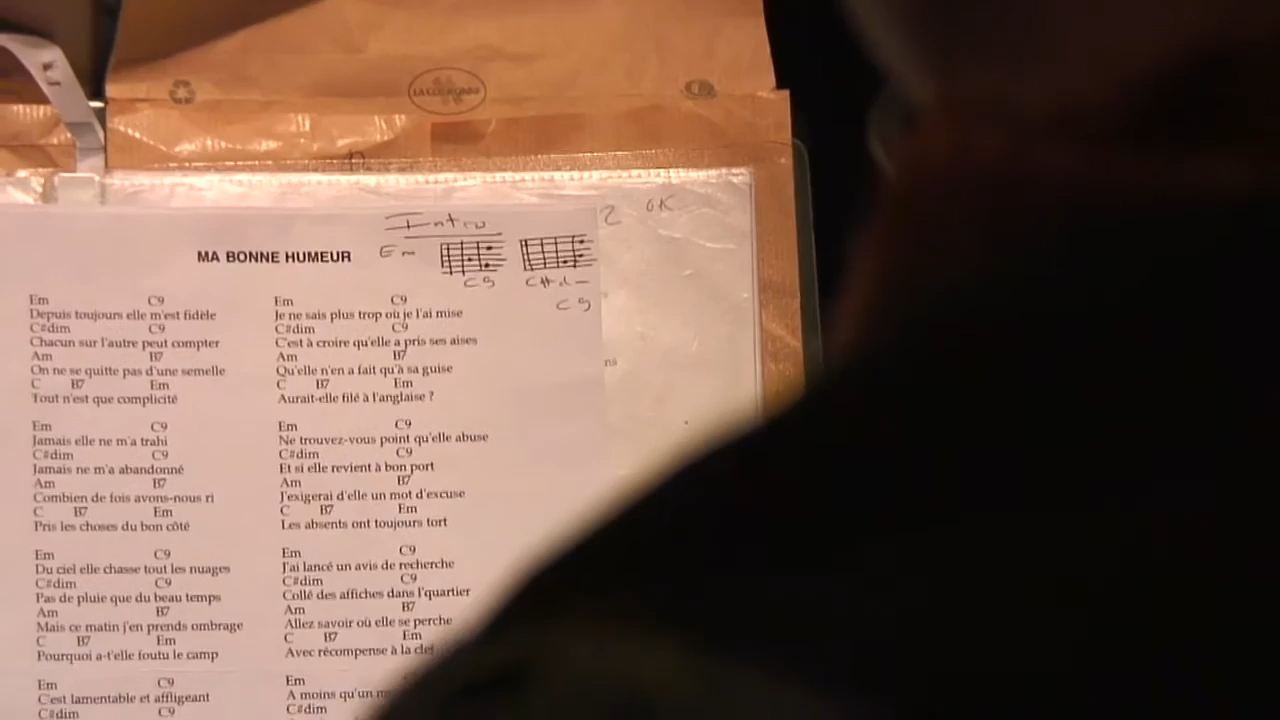 LA COURONNE
Intro
2 OK
MA BONNE HUMEUR
Em
C9
C#dim
C9
Em C9
Depuis toujours elle m'est fidèle
C#dim C9
Chacun sur l'autre peut compter
Am B7
On ne se quitte pas d'une semelle
C B7 Em
Tout n'est que complicité
Em C9
Jamais elle ne m'a trahi
C#dim C9
Jamais ne m'a abandonné
Am B7
Combien de fois avons-nous ri
C B7 Em
Pris les choses du bon côté
Em C9
Du ciel elle chasse tout les nuages
C#dim C9
Pas de pluie que du beau temps
Am B7
Mais ce matin j'en prends ombrage
C B7 Em
Pourquoi a-t'elle foutu le camp
Em C9
C'est lamentable et affligeant
C#dim C9
Em C9
Je ne sais plus trop où je l'ai mise
C#dim C9
C'est à croire qu'elle a pris ses aises
Am B7
Qu'elle n'en a fait qu'à sa guise
C B7 Em
Aurait-elle filé à l'anglaise ?
Em C9
Ne trouvez-vous point qu'elle abuse
C#dim C9
Et si elle revient à bon port
Am B7
J'exigerai d'elle un mot d'excuse
C B7 Em
Les absents ont toujours tort
Em C9
J'ai lancé un avis de recherche
C#dim C9
Collé des affiches dans l'quartier
Am B7
Allez savoir où elle se perche
C B7 Em
Avec récompense à la clef
Em
A moins qu'un
C#dim
ns